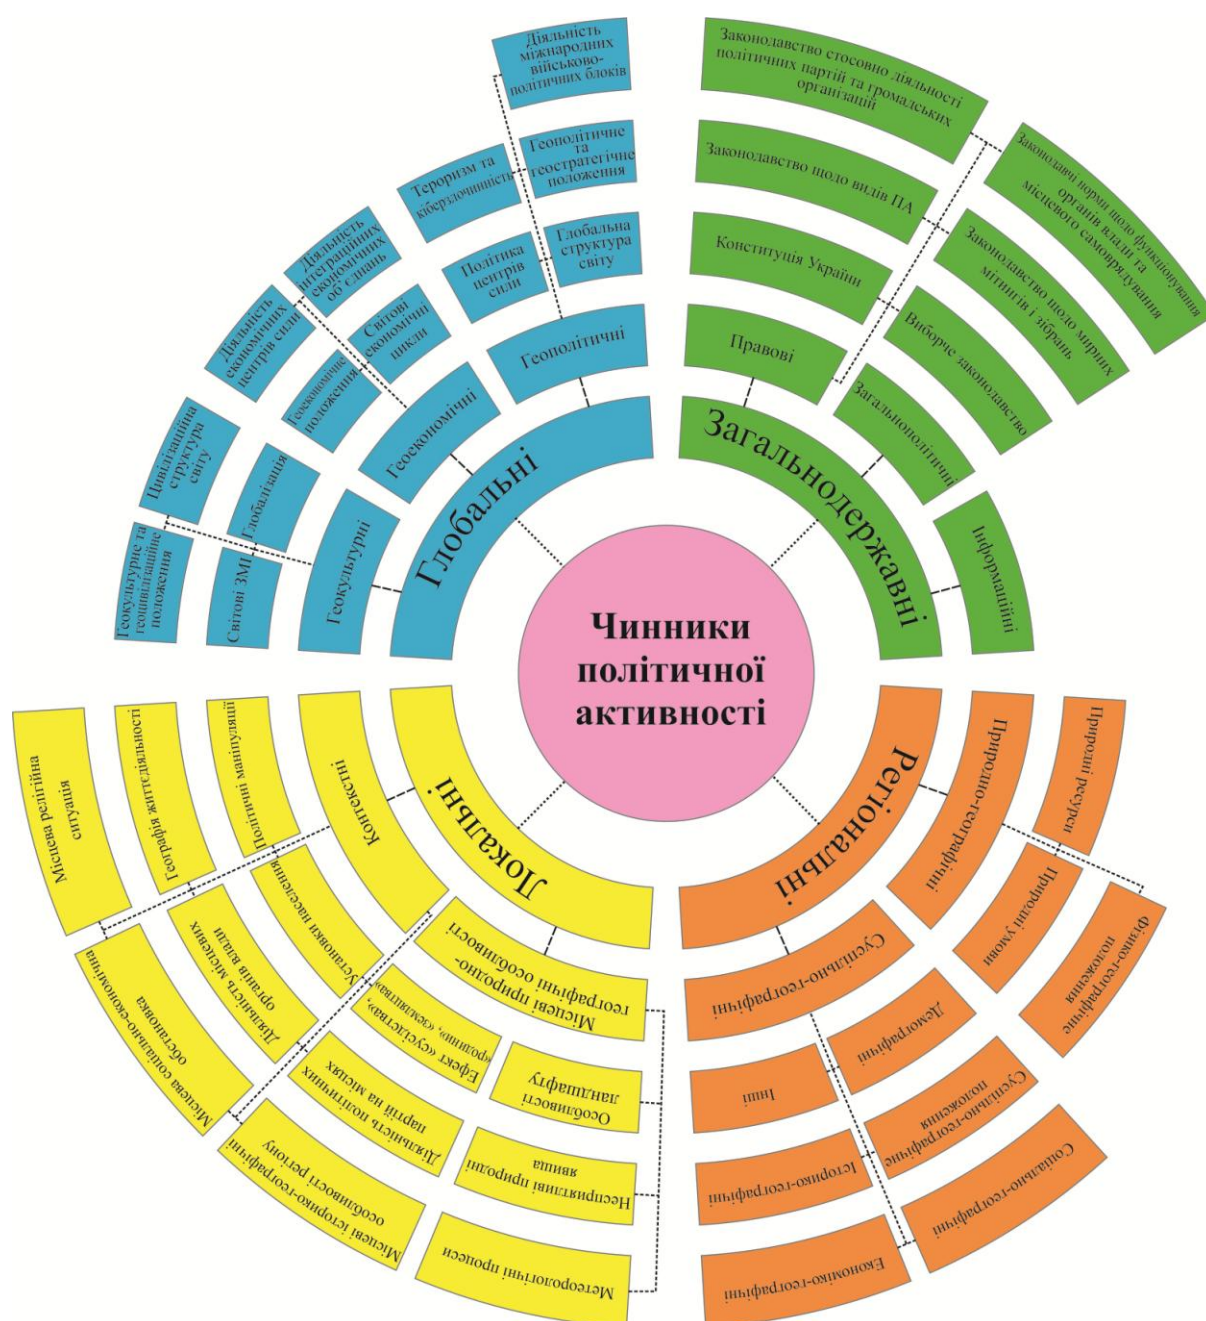 Чинники
політичної
активності
Глобальні
Геополітичні
Глобальна
структура
світу
Політика
центрів
сили
Геополітичне
та
геостратегічне
положення
Тероризм та
кіберзлочинність
Діяльність
міжнародних
військово-
політичних блоків
Геоекономічні
Світові
економічні
цикли
Геоекономічне
положення
Діяльність
інтеграційних
економічних
об’єднань
Діяльність
економічних
центрів сили
Геокультурні
Глобалізація
Світові ЗМІ
Цивілізаційна
структура
світу
Геокультурне та
геоцивілізаційне
положення
Загальнодержавні
Правові
Конституція України
Виборче законодавство
Законодавство щодо видів ПА
Законодавство щодо мирних
мітингів і зібрань
Законодавство стосовно діяльності
політичних партій та громадських
організацій
Законодавчі норми щодо функціонування
органів влади та
місцевого самоврядування
Загальнополітичні
Інформаційні
Регіональні
Природно-географічні
Природні ресурси
Природні умови
Фізико-географічне
положення
Суспільно-географічні
Демографічні
Інші
Суспільно-географічне
положення
Історико-географічні
Соціально-географічні
Економіко-географічні
Локальні
Контекстні
Політичні маніпуляції
Установки населення
Ефект «сусідства»,
«родини», «земляцтва»
Географія життєдіяльності
Діяльність місцевих
органів влади
Діяльність політичних
партій на місцях
Місцева релігійна
ситуація
Місцева соціально-економічна
обстановка
Місцеві історико-географічні
особливості регіону
Місцеві природно-
географічні особливості
Особливості
ландшафту
Несприятливі природні
явища
Метеорологічні процеси